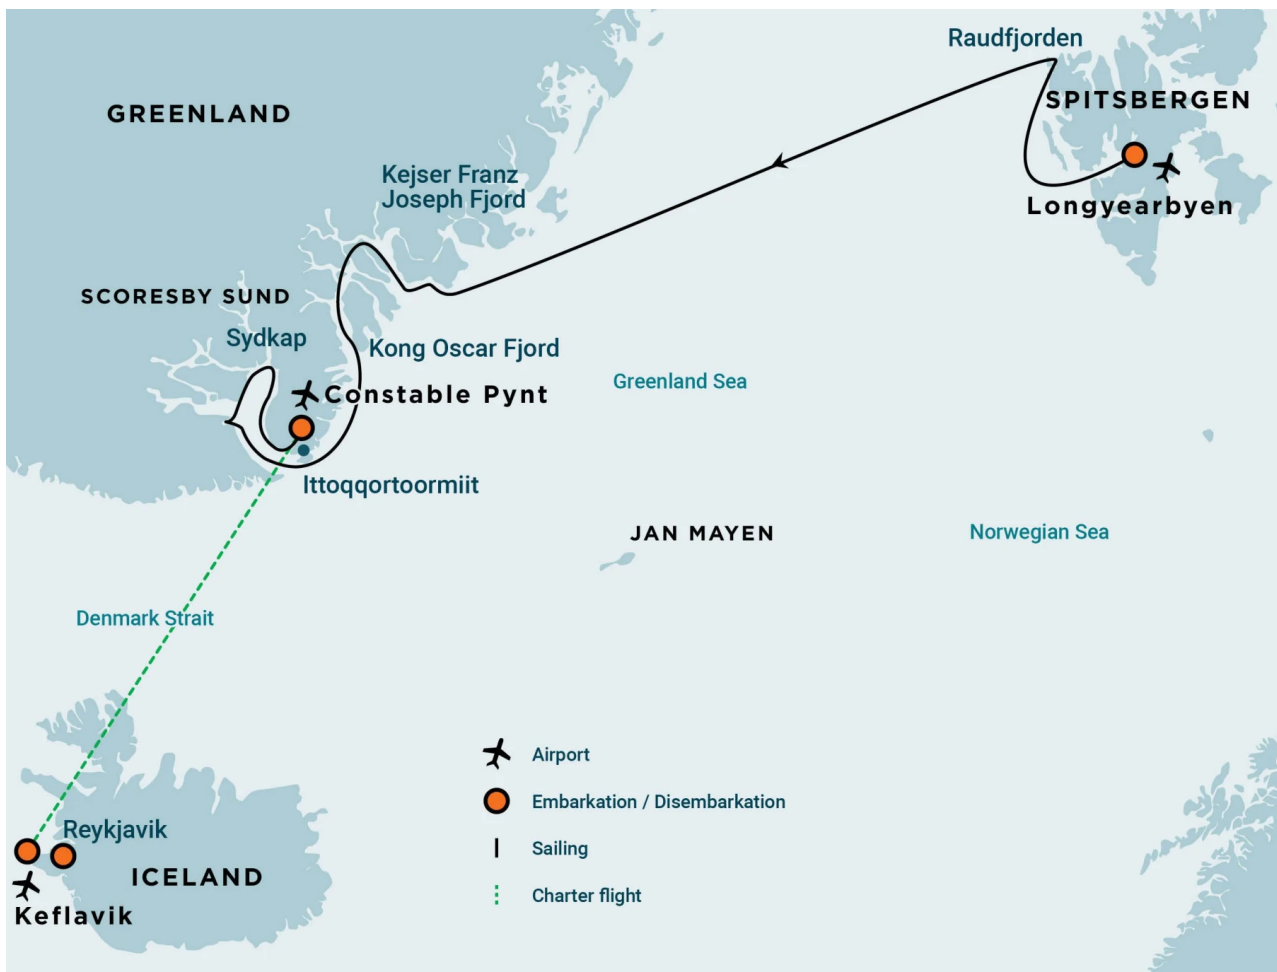 Raudfjorden
GREENLAND
SPITSBERGEN
Kejser Franz
Joseph Fjord
Longyearbyen
SCORESBY SUND
Sydkap
Kong Oscar Fjord
Greenland Sea
Constable Pynt
Ittoqqortoormiit
JAN MAYEN
Norwegian Sea
Denmark Strait
Airport
Embarkation / Disembarkation
Reykjavik
Sailing
ICELAND
Charter flight
Keflavik